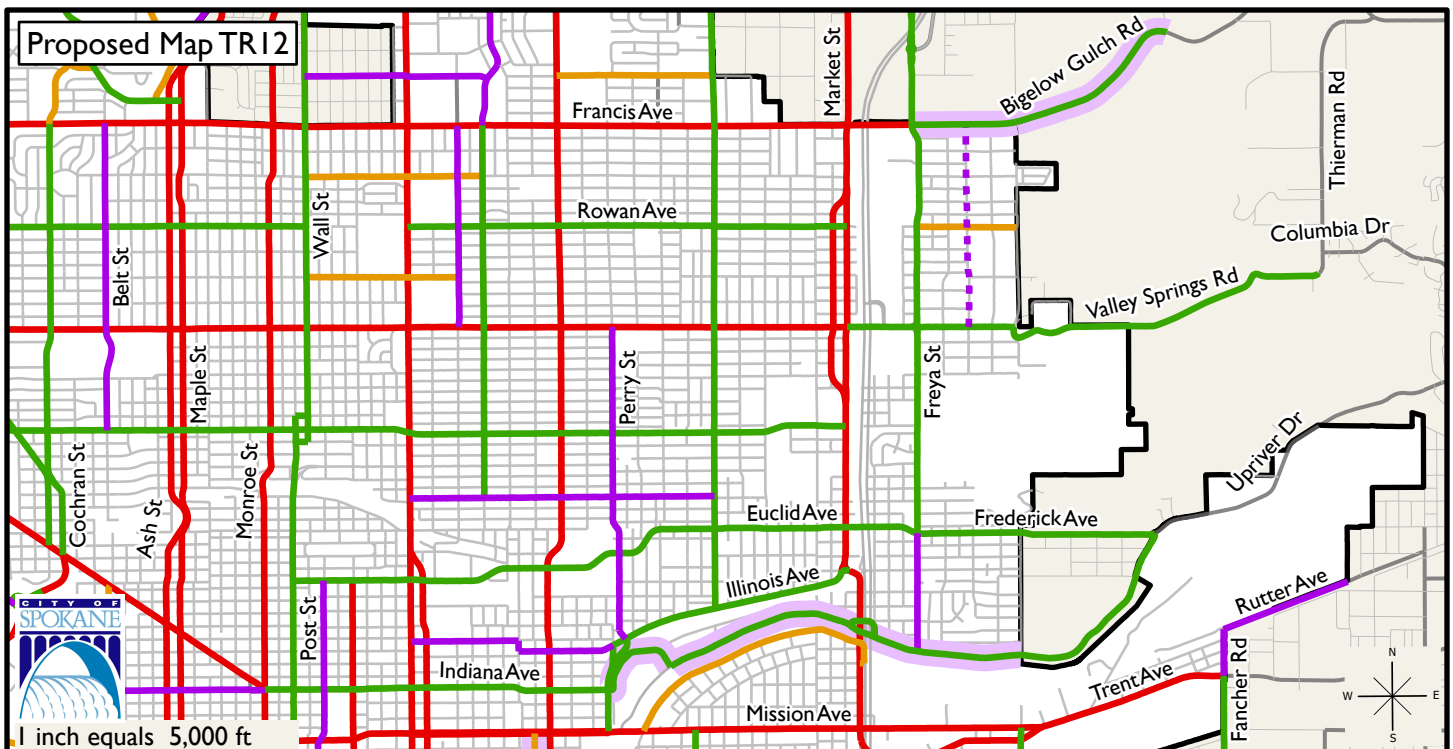 Proposed Map TR12
Market St
Bigelow Gulch Rd
Francis Ave
Thierman Rd
Wall St
Rowan Ave
Columbia Dr
Belt St
Valley Springs Rd
Maple St
Perry St
Freya St
Cochran St
Ash St
Monroe St
Upriver Dr
Euclid Ave
Frederick Ave
Illinois Ave
Rutter Ave
CITY OF
SPOKANE
Post St
Indiana Ave
Trent Ave
Fancher Rd
Mission Ave
N
W
E
S
1 inch equals 5,000 ft